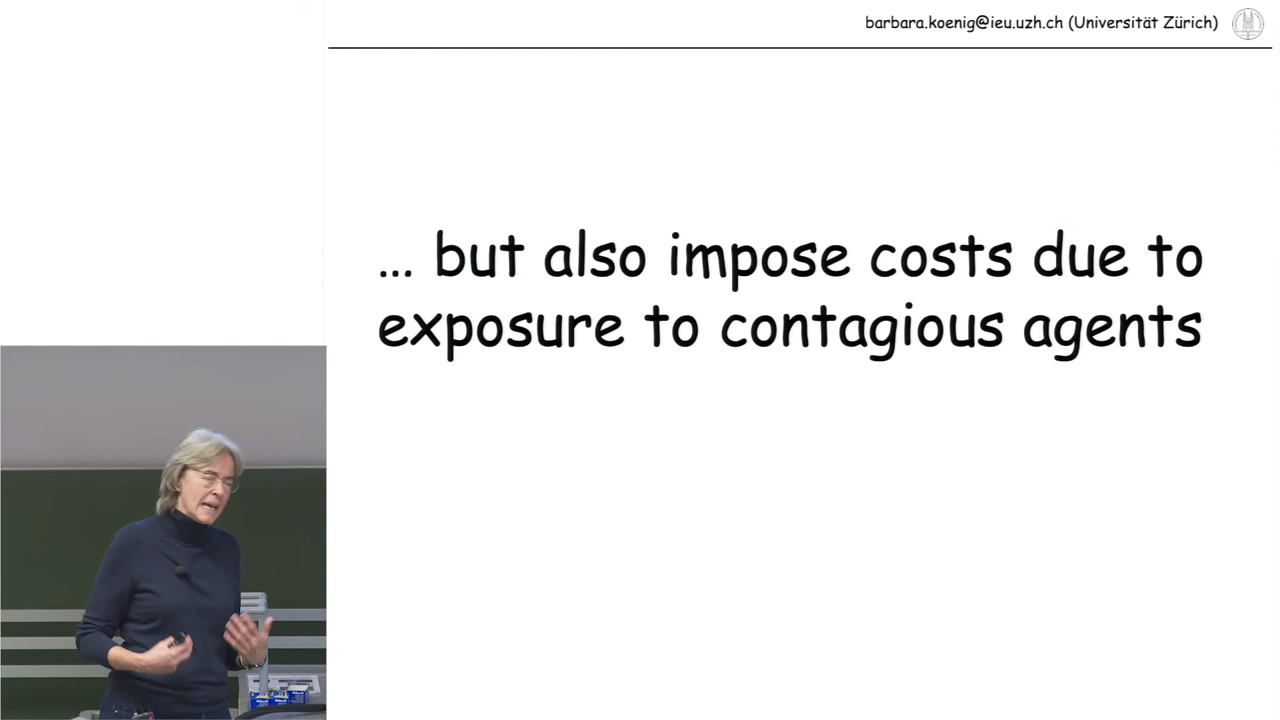 barbara.koenig@ieu.uzh.ch (Universität Zürich)
... but also impose costs due to
exposure to contagious agents